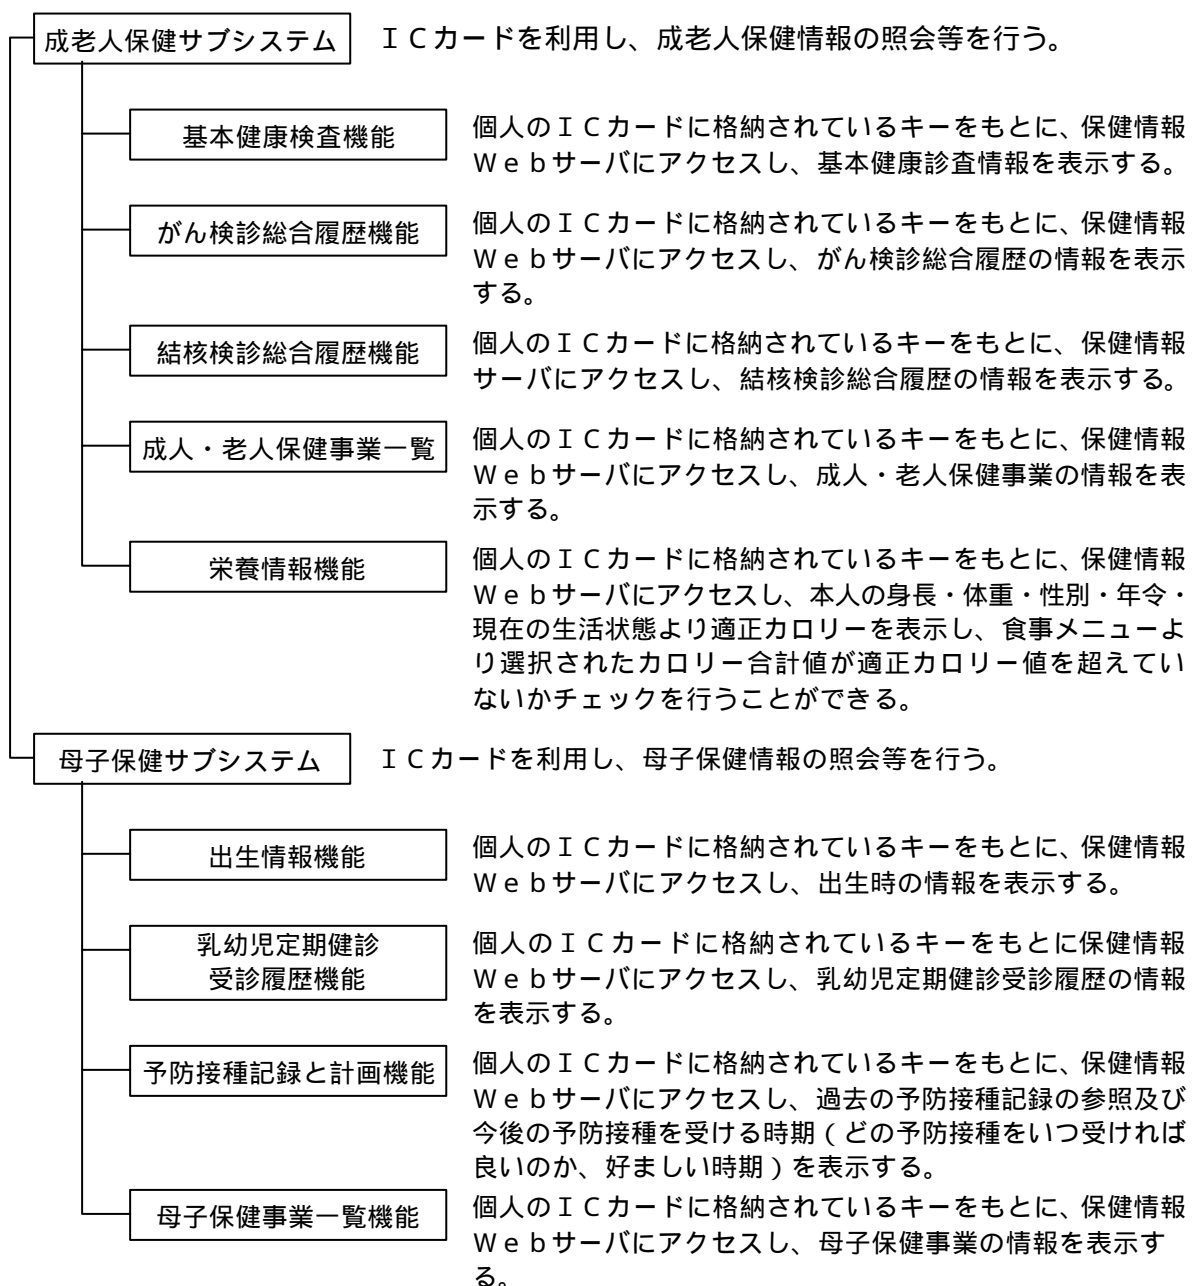 成老人保健サブシステム
ＩＣカードを利用し、成老人保健情報の照会等を行う。
基本健康検査機能
個人のＩＣカードに格納されているキーをもとに、保健情報
Ｗｅｂサーバにアクセスし、基本健康診査情報を表示する。
がん検診総合履歴機能
個人のＩＣカードに格納されているキーをもとに、保健情報
Ｗｅｂサーバにアクセスし、がん検診総合履歴の情報を表示
する。
結核検診総合履歴機能
個人のＩＣカードに格納されているキーをもとに、保健情報
サーバにアクセスし、結核検診総合履歴の情報を表示する。
成人・老人保健事業一覧
個人のＩＣカードに格納されているキーをもとに、保健情報
Ｗｅｂサーバにアクセスし、成人・老人保健事業の情報を表
示する。
栄養情報機能
個人のＩＣカードに格納されているキーをもとに、保健情報
Ｗｅｂサーバにアクセスし、本人の身長・体重・性別・年令・
現在の生活状態より適正カロリーを表示し、食事メニューよ
り選択されたカロリー合計値が適正カロリー値を超えてい
ないかチェックを行うことができる。
母子保健サブシステム
ＩＣカードを利用し、母子保健情報の照会等を行う。
出生情報機能
個人のＩＣカードに格納されているキーをもとに、保健情報
Ｗｅｂサーバにアクセスし、出生時の情報を表示する。
乳幼児定期健診
受診履歴機能
個人のＩＣカードに格納されているキーをもとに保健情報
Ｗｅｂサーバにアクセスし、乳幼児定期健診受診履歴の情報
を表示する。
予防接種記録と計画機能
個人のＩＣカードに格納されているキーをもとに、保健情報
Ｗｅｂサーバにアクセスし、過去の予防接種記録の参照及び
今後の予防接種を受ける時期（どの予防接種をいつ受ければ
良いのか、好ましい時期）を表示する。
母子保健事業一覧機能
個人のＩＣカードに格納されているキーをもとに、保健情報
Ｗｅｂサーバにアクセスし、母子保健事業の情報を表示す
る。